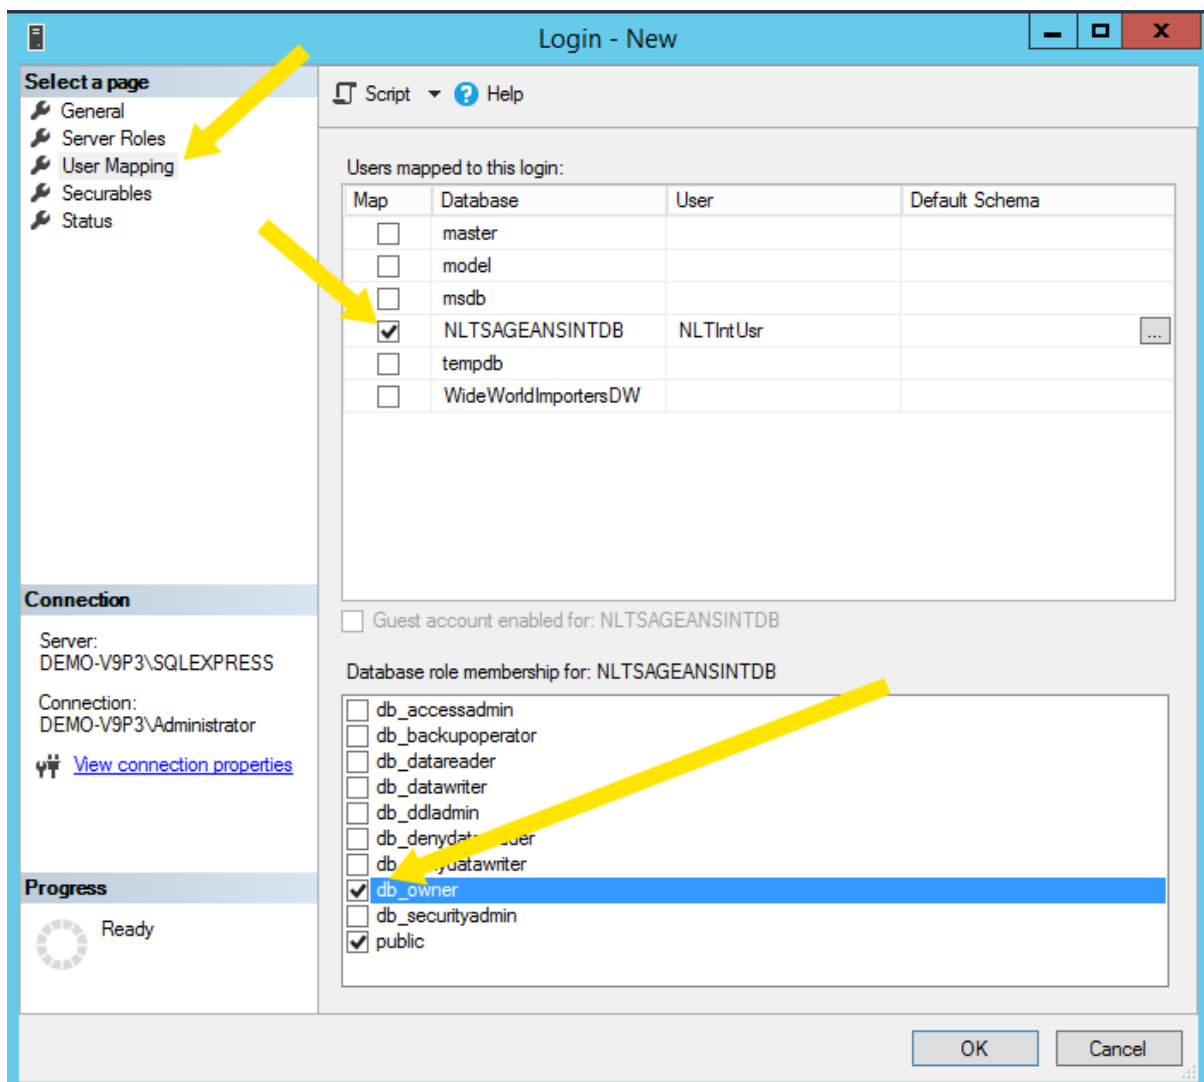 Login - New
Select a page
General
Server Roles
User Mapping
Securables
Status
Script Help
Users mapped to this login:
Map Database User Default Schema
master
model
msdb
NLTSAGEANSINTDB NLTIntUsr ...
tempdb
WideWorldImportersDW
Guest account enabled for: NLTSAGEANSINTDB
Database role membership for: NLTSAGEANSINTDB
db_accessadmin
db_backupoperator
db_datareader
db_datawriter
db_ddladmin
db_owner
db_securityadmin
public
Connection
Server:
DEMO-V9P3\SQLEXPRESS
Connection:
DEMO-V9P3\Administrator
View connection properties
Progress
Ready
OK Cancel